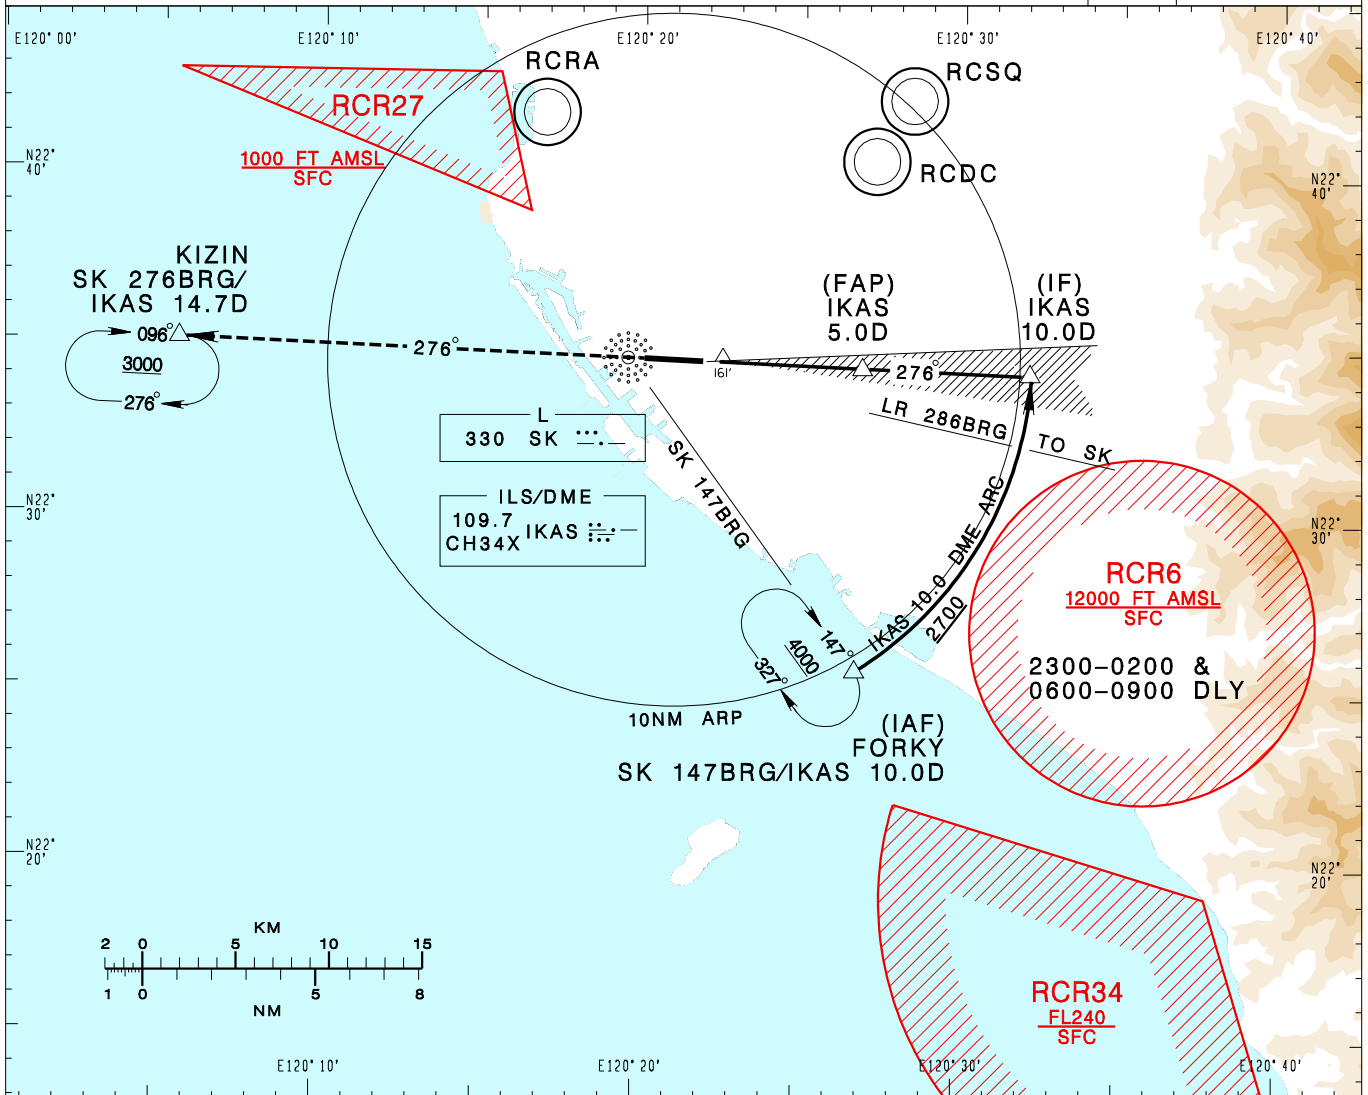 E120° 00'
E120° 10'
E120° 20'
E120° 30'
E120° 40'
RCRA
RCSQ
RCR27
1000 FT AMSL
SFC
N22°
40'
RCDC
N22°
40'
KIZIN
SK 276BRG/
IKAS 14.7D
(FAP)
IKAS
5.0D
(IF)
IKAS
10.0D
096°
3000
276°
276°
161'
276°
LR 286BRG TO SK
L
330 SK
SK 147BRG
ILS/DME
109.7
CH34X
IKAS
N22°
30'
N22°
30'
IKAS 10.0 DME ARC
2700
RCR6
12000 FT AMSL
SFC
2300-0200 &
0600-0900 DLY
147°
4000
327°
10NM ARP
(IAF)
FORKY
SK 147BRG/IKAS 10.0D
N22°
20'
N22°
20'
KM
2 0 5 10 15
1 0 5 8
NM
RCR34
FL240
SFC
E120° 10'
E120° 20'
E120° 30'
E120° 40'